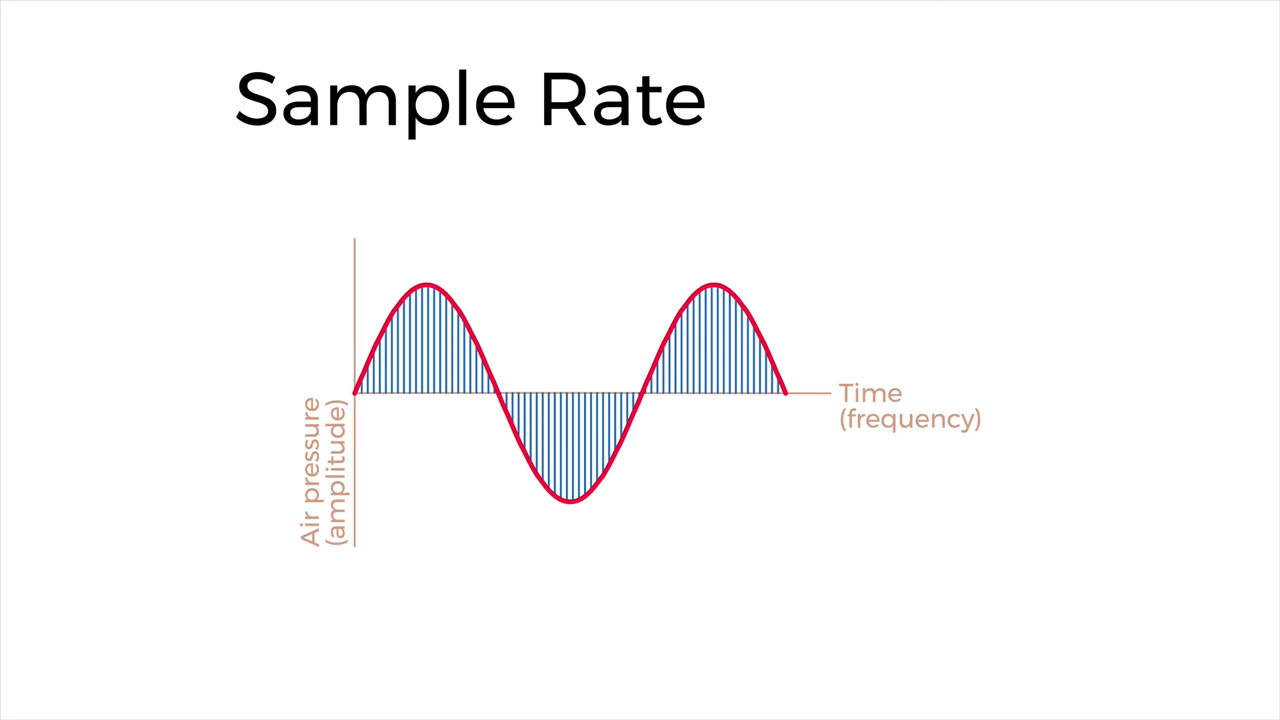 Sample Rate
Air pressure
(amplitude)
Time
(frequency)